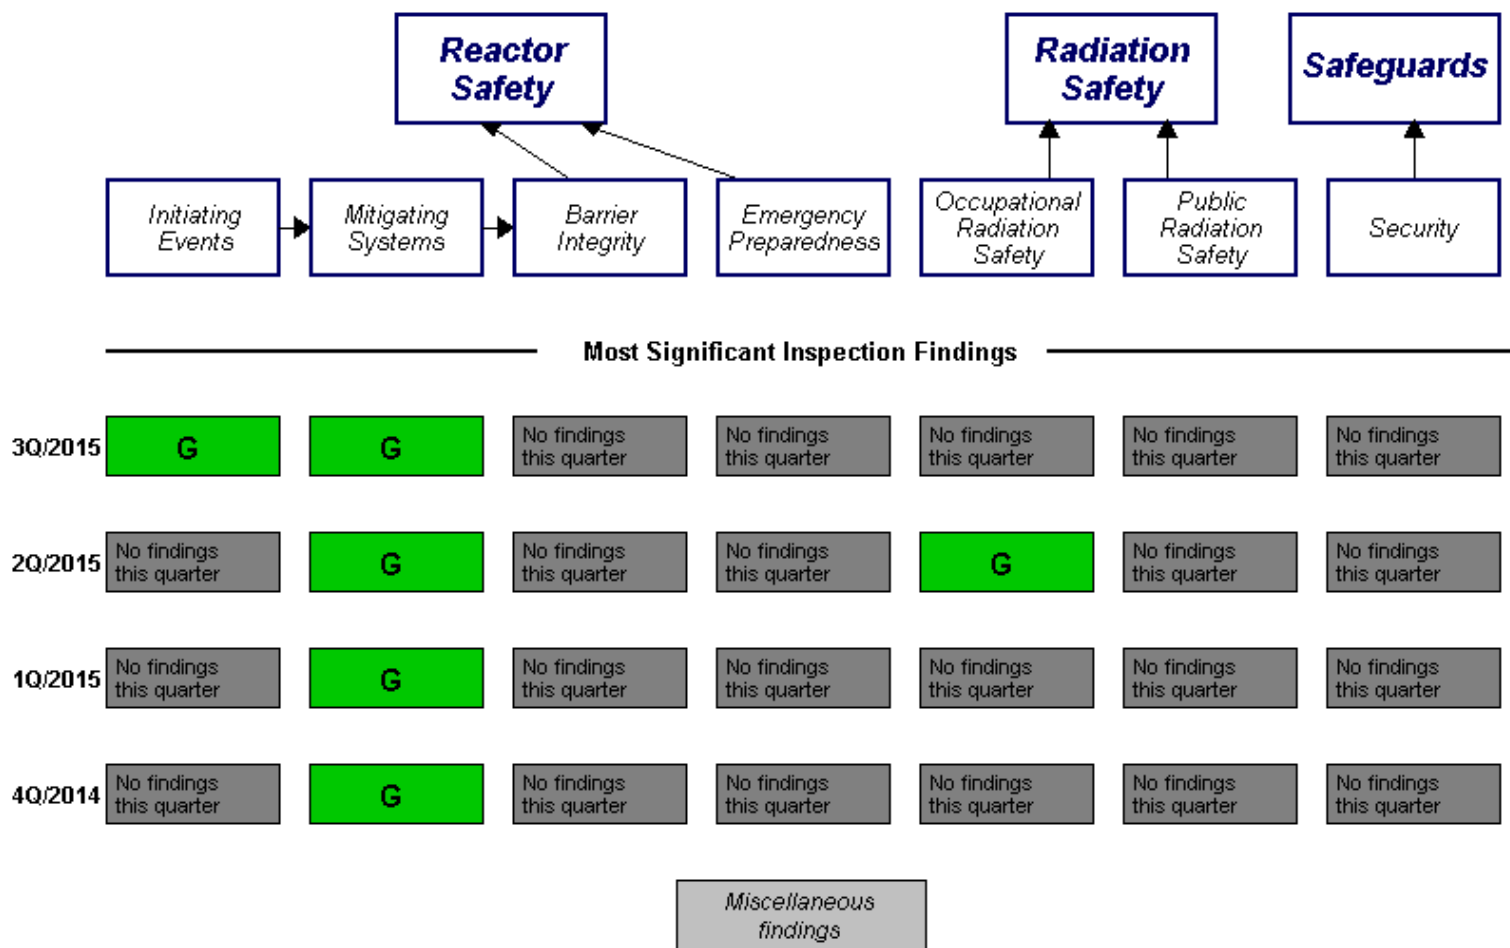 Reactor
Safety
Radiation
Safety
Safeguards
Initiating
Events
Mitigating
Systems
Barrier
Integrity
Emergency
Preparedness
Occupational
Radiation
Safety
Public
Radiation
Safety
Security
Most Significant Inspection Findings
3Q/2015
G
G
No findings
this quarter
No findings
this quarter
No findings
this quarter
No findings
this quarter
No findings
this quarter
2Q/2015
No findings
this quarter
G
No findings
this quarter
No findings
this quarter
G
No findings
this quarter
No findings
this quarter
1Q/2015
No findings
this quarter
G
No findings
this quarter
No findings
this quarter
No findings
this quarter
No findings
this quarter
No findings
this quarter
4Q/2014
No findings
this quarter
G
No findings
this quarter
No findings
this quarter
No findings
this quarter
No findings
this quarter
No findings
this quarter
Miscellaneous
findings